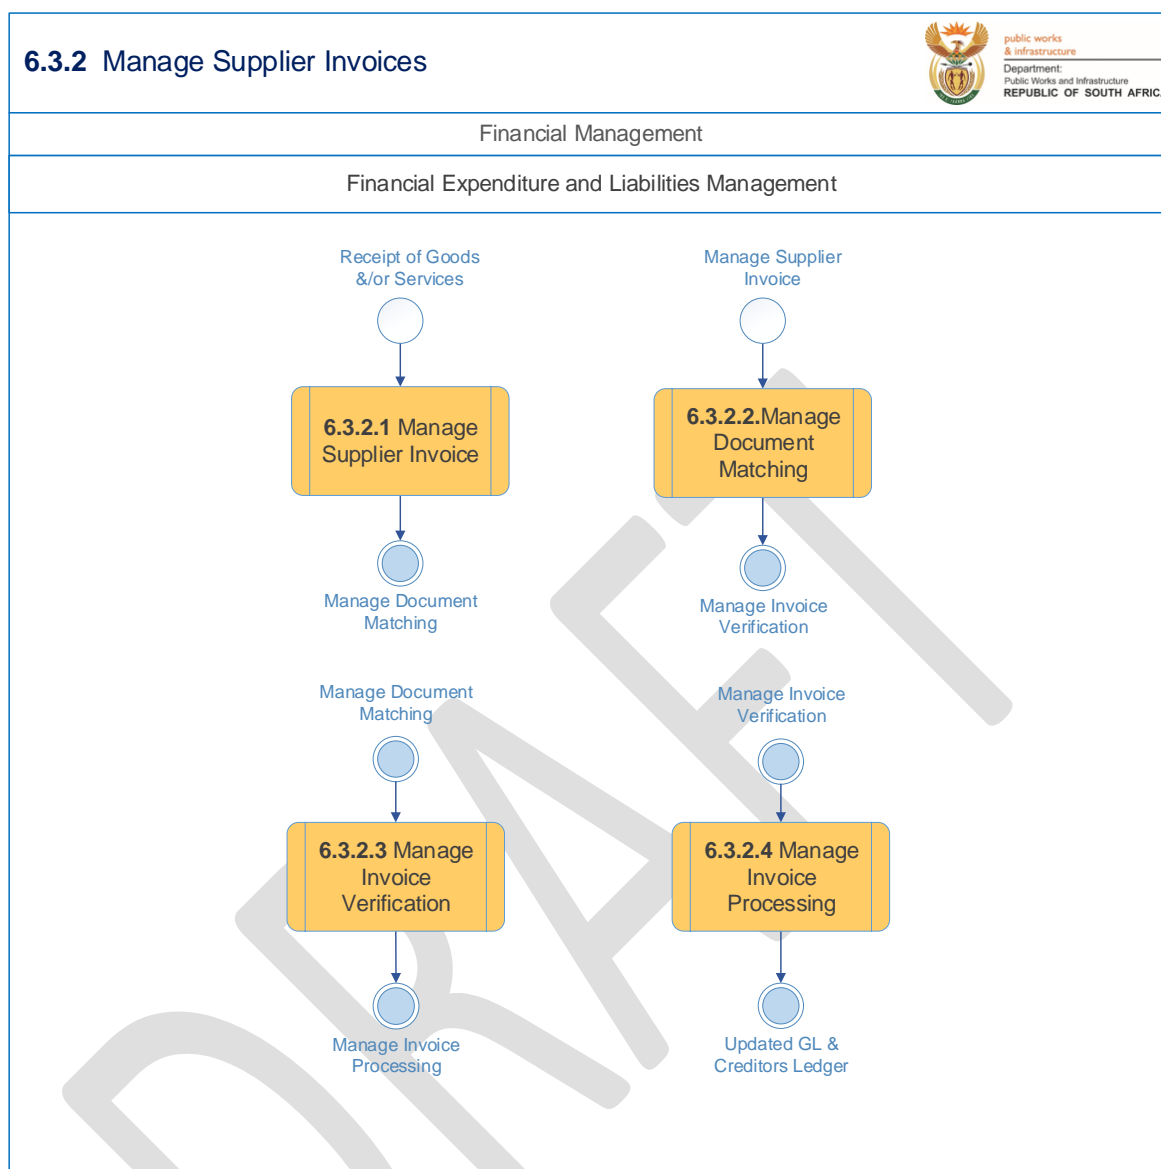 6.3.2 Manage Supplier Invoices
public works
& infrastructure
Department:
Public Works and Infrastructure
REPUBLIC OF SOUTH AFRIC
Financial Management
Financial Expenditure and Liabilities Management
Receipt of Goods
&/or Services
6.3.2.1 Manage
Supplier Invoice
Manage Document
Matching
Manage Supplier
Invoice
6.3.2.2.Manage
Document
Matching
Manage Invoice
Verification
Manage Document
Matching
6.3.2.3 Manage
Invoice
Verification
Manage Invoice
Processing
Manage Invoice
Verification
6.3.2.4 Manage
Invoice
Processing
Updated GL &
Creditors Ledger
DRAFT